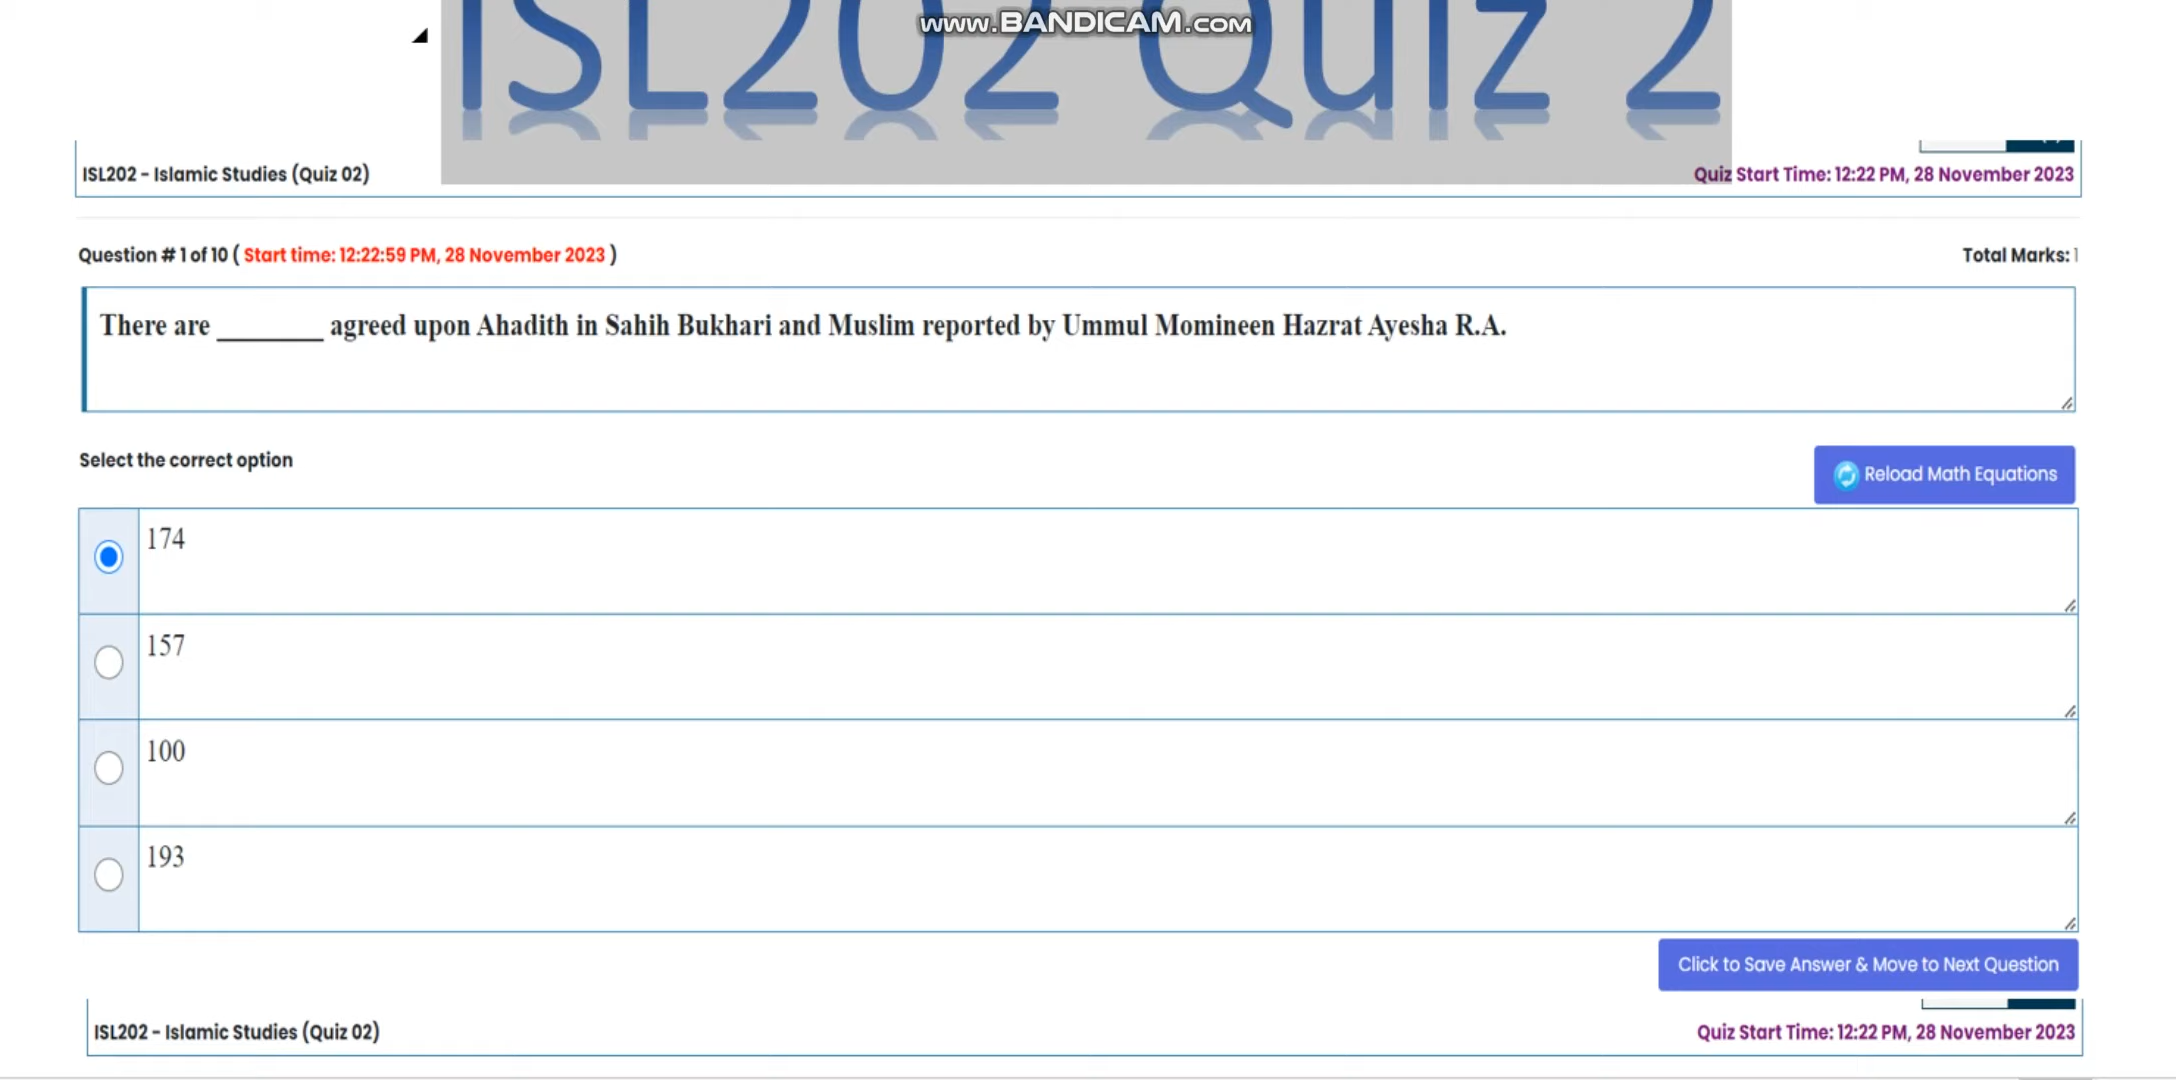 www.BANDICAM.com
ISL202 Quiz 2
ISL202 - Islamic Studies (Quiz 02)
Quiz Start Time: 12:22 PM, 28 November 2023
Question # 1 of 10 ( Start time: 12:22:59 PM, 28 November 2023 )
Total Marks: 1
There are ________ agreed upon Ahadith in Sahih Bukhari and Muslim reported by Ummul Momineen Hazrat Ayesha R.A.
Select the correct option
Reload Math Equations
174
157
100
193
Click to Save Answer & Move to Next Question
ISL202 - Islamic Studies (Quiz 02)
Quiz Start Time: 12:22 PM, 28 November 2023